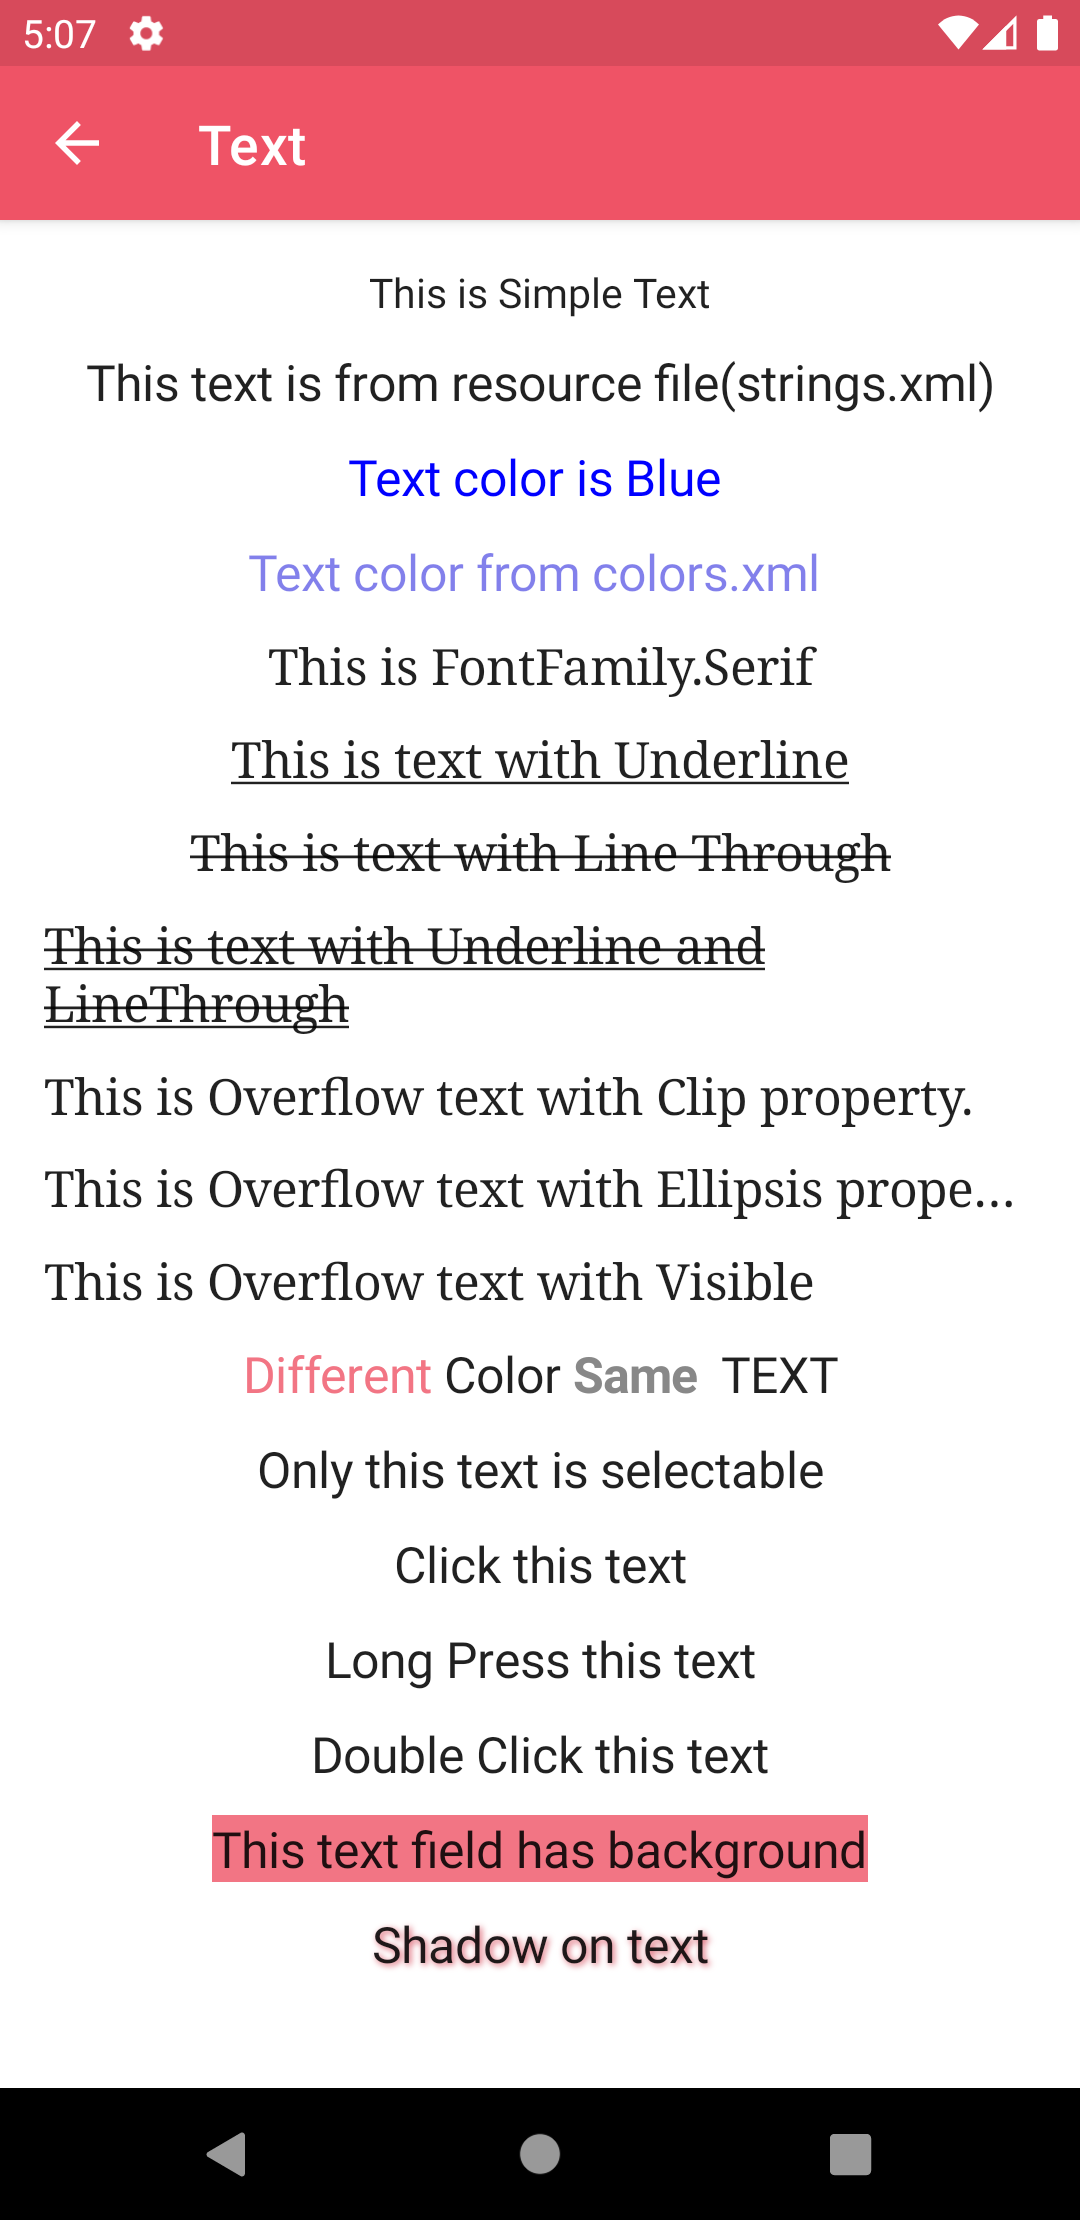 5:07
Text
This is Simple Text
This text is from resource file(strings.xml)
Text color is Blue
Text color from colors.xml
This is FontFamily.Serif
This is text with Underline
This is text with Line Through
This is text with Underline and
LineThrough
This is Overflow text with Clip property.
This is Overflow text with Ellipsis prope...
This is Overflow text with Visible
Different Color Same  TEXT
Only this text is selectable
Click this text
Long Press this text
Double Click this text
This text field has background
Shadow on text